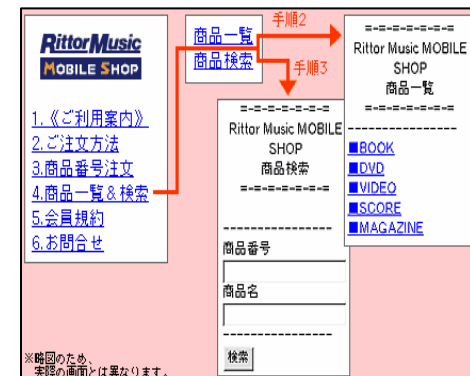 RittorMusic
MOBILE SHOP
1.《ご利用案内》
2.ご注文方法
3.商品番号注文
4.商品一覧&検索
5.会員規約
6.お問合せ
※略図のため、
実際の画面とは異なります。
商品一覧
商品検索
手順2
手順3
=-=-=-=-=-=-=
Rittor Music MOBILE
SHOP
商品検索
=-=-=-=-=-=-=
----------------
商品番号
商品名
----------------
検索
=-=-=-=-=-=-=
Rittor Music MOBILE
SHOP
商品一覧
=-=-=-=-=-=-=
----------------
■BOOK
■DVD
■VIDEO
■SCORE
■MAGAZINE